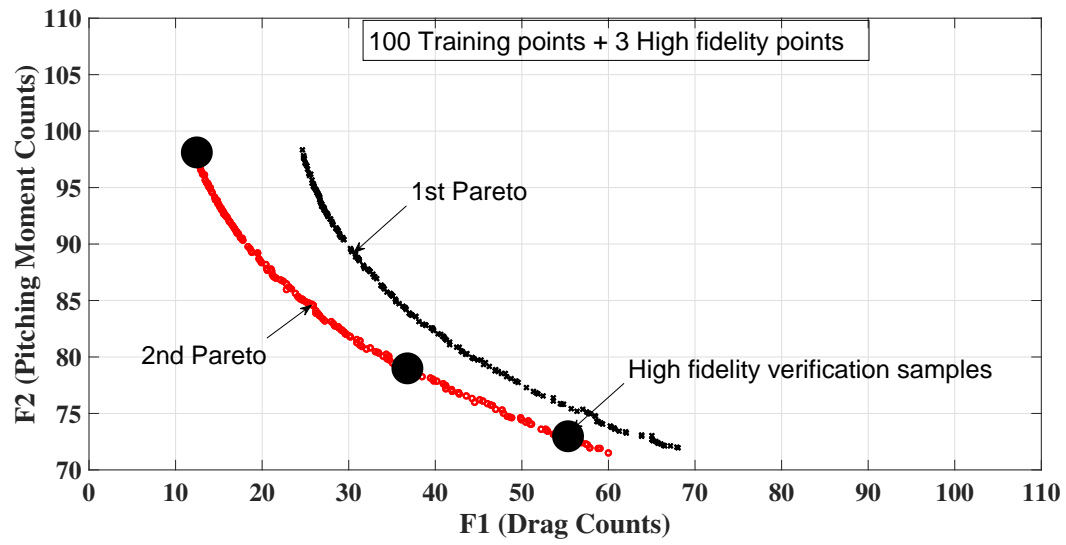 100 Training points + 3 High fidelity points
110
105
100
95
90
85
80
75
70
F2 (Pitching Moment Counts)
1st Pareto
2nd Pareto
High fidelity verification samples
0 10 20 30 40 50 60 70 80 90 100 110
F1 (Drag Counts)